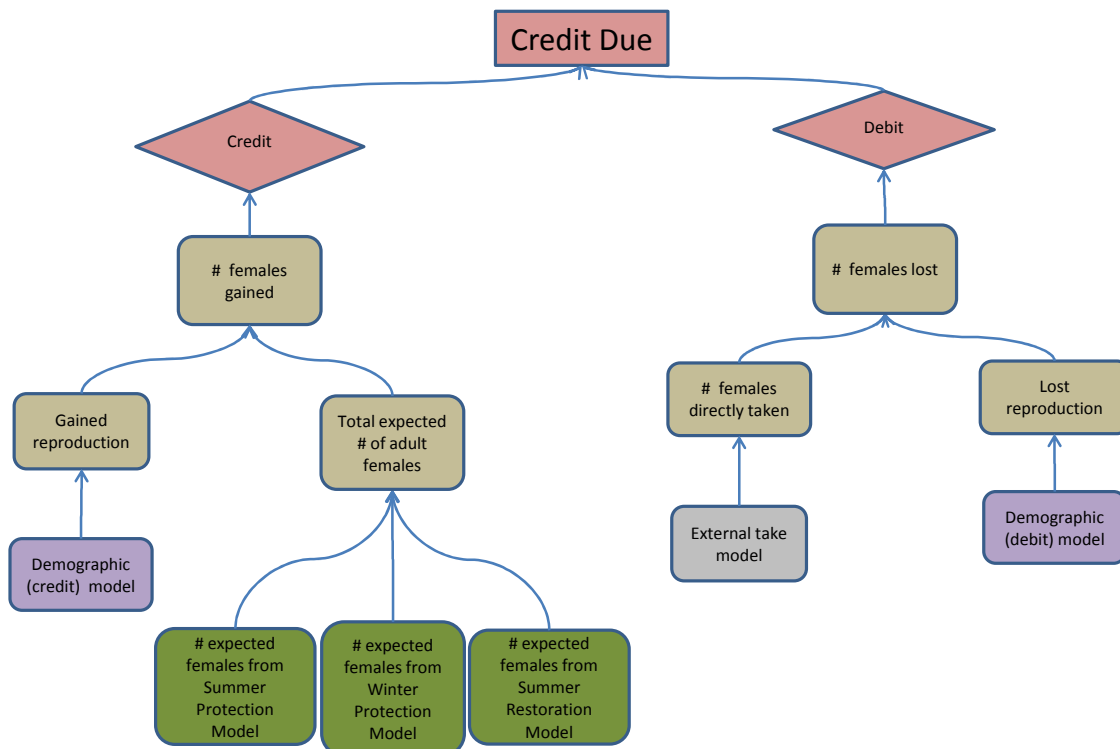 Credit Due
Credit
Debit
# females
gained
# females lost
Gained
reproduction
Total expected
# of adult
females
# females
directly taken
Lost
reproduction
Demographic
(credit) model
External take
model
Demographic
(debit) model
# expected
females from
Summer
Protection
Model
# expected
females from
Winter
Protection
Model
# expected
females from
Summer
Restoration
Model